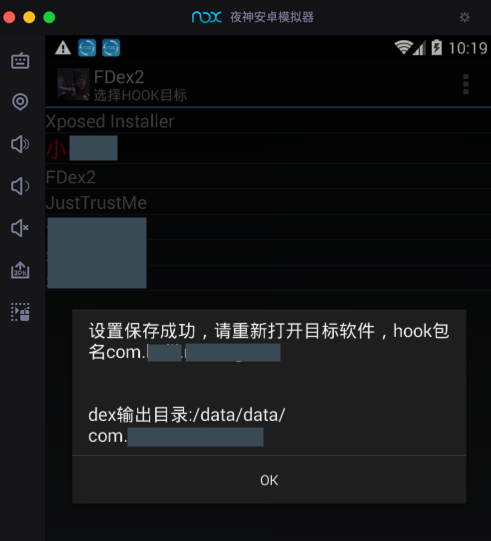 nox 夜神安卓模拟器
10:19
FDex2
选择HOOK目标
Xposed Installer
小
FDex2
JustTrustMe
设置保存成功，请重新打开目标软件，hook包
名com.
dex输出目录:/data/data/
com.
OK